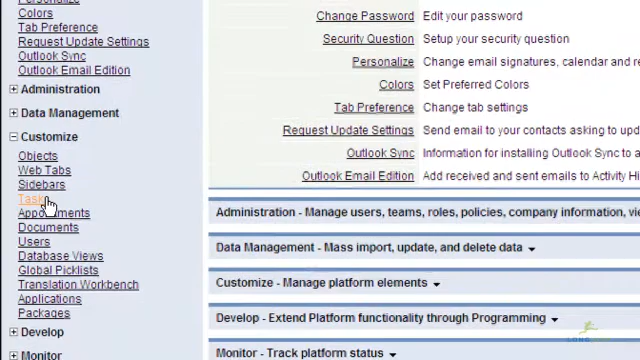 Colors
Tab Preference
Request Update Settings
Outlook Sync
Outlook Email Edition
Administration
Data Management
Customize
Objects
Web Tabs
Sidebars
Tasks
Appointments
Documents
Users
Database Views
Global Picklists
Translation Workbench
Applications
Packages
Develop
Monitor
Change Password Edit your password
Security Question Setup your security question
Personalize Change email signatures, calendar and re
Colors Set Preferred Colors
Tab Preference Change tab settings
Request Update Settings Send email to your contacts asking to upd
Outlook Sync Information for installing Outlook Sync to a
Outlook Email Edition Add received and sent emails to Activity Hi
Administration - Manage users, teams, roles, policies, company information, vie
Data Management - Mass import, update, and delete data
Customize - Manage platform elements
Develop - Extend Platform functionality through Programming
Monitor - Track platform status